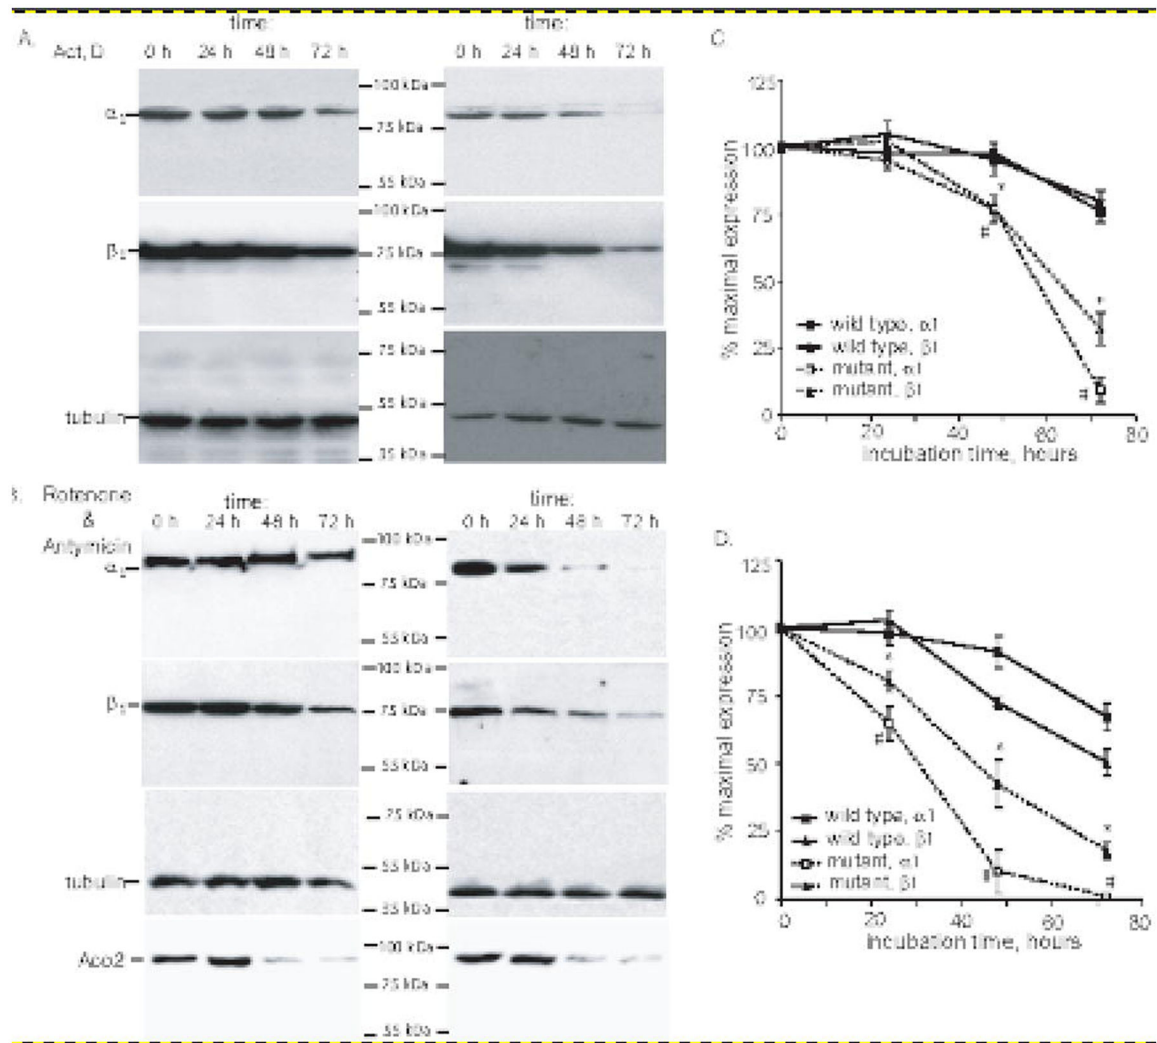 A.
time:
time:
Act, D
0 h
24 h
48 h
72 h
0 h
24 h
48 h
72 h
100 kDa
α₁
75 kDa
55 kDa
100 kDa
β₁
75 kDa
55 kDa
75 kDa
55 kDa
tubulin
35 kDa
B.
Rotenone
&
Antymisin
time:
time:
0 h
24 h
48 h
72 h
0 h
24 h
48 h
72 h
100 kDa
α₁
75 kDa
55 kDa
100 kDa
β₁
75 kDa
55 kDa
75 kDa
55 kDa
tubulin
35 kDa
100 kDa
Aco2
75 kDa
55 kDa
C.
% maximal expression
125
100
75
50
25
0
*
#
*
#
wild type, α1
wild type, β1
mutant, α1
mutant, β1
0
20
40
60
80
incubation time, hours
D.
% maximal expression
125
100
75
50
25
0
*
#
*
#
*
#
wild type, α1
wild type, β1
mutant, α1
mutant, β1
0
20
40
60
80
incubation time, hours